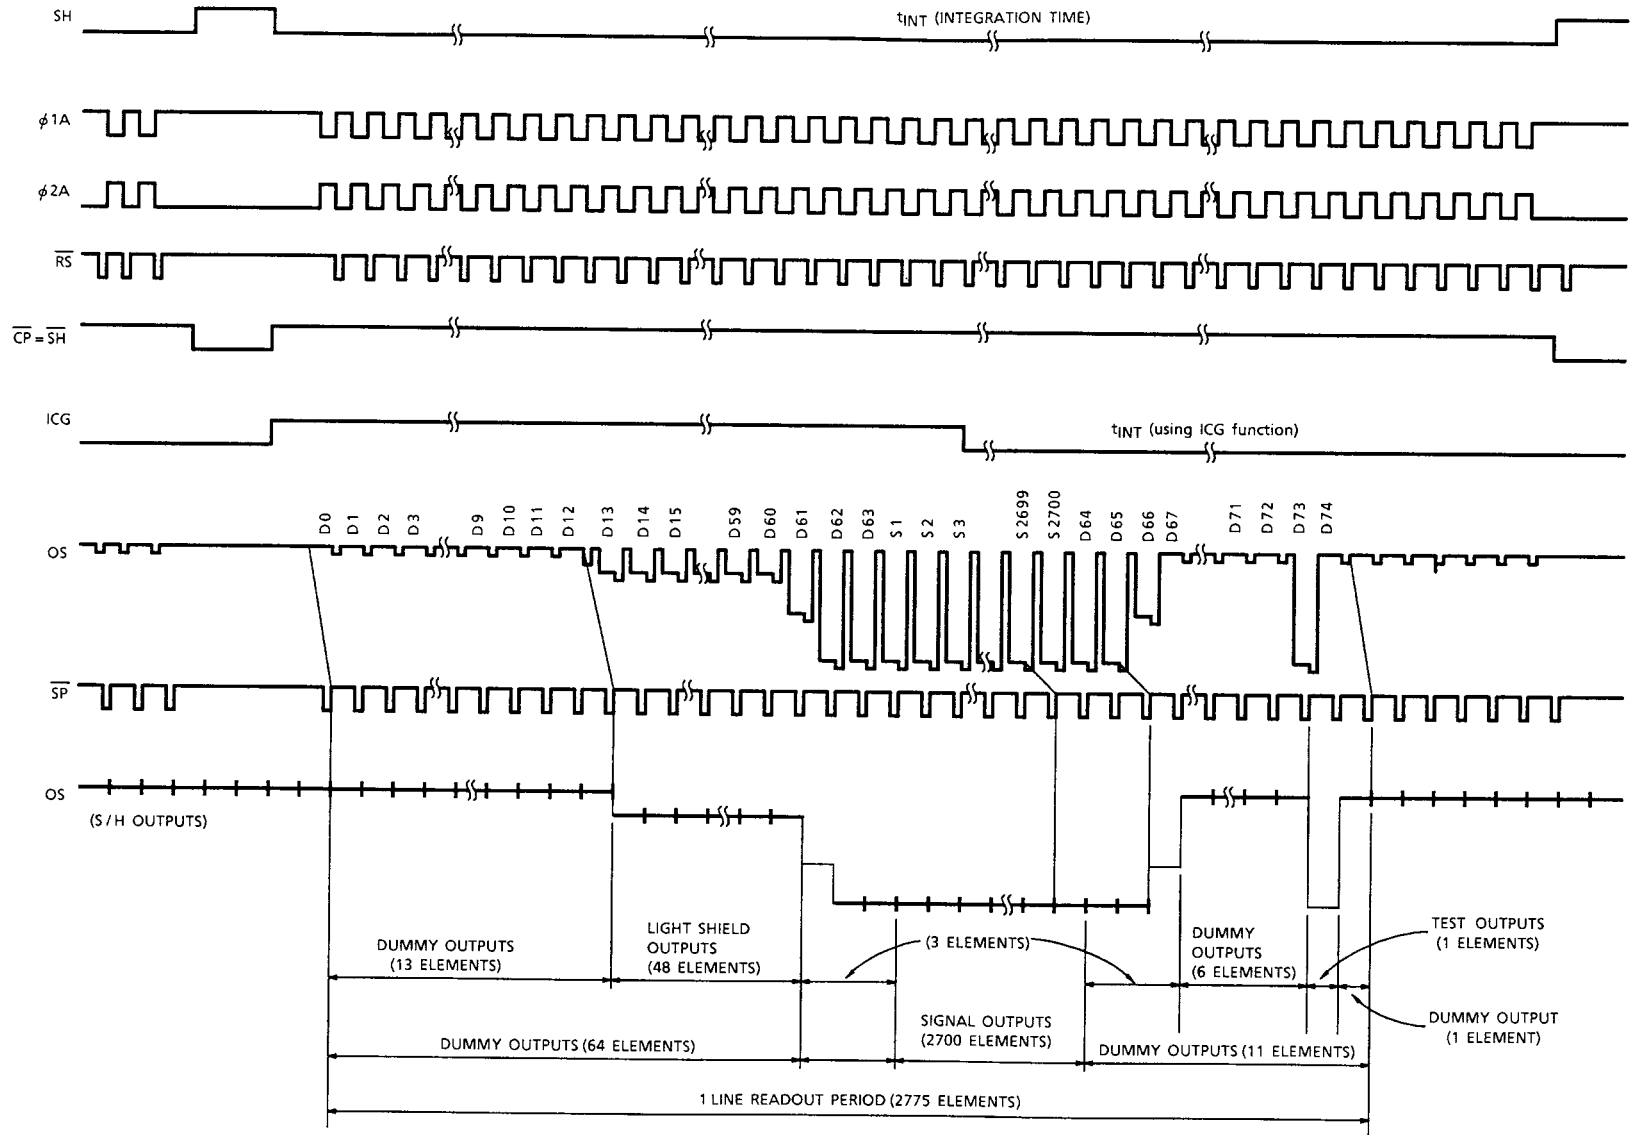 SH
tINT (INTEGRATION TIME)
φ1A
φ2A
RS
CP = SH
ICG
tINT (using ICG function)
D0
D1
D2
D3
D9
D10
D11
D12
D13
D14
D15
D59
D60
D61
D62
D63
S1
S2
S3
S2699
S2700
D64
D65
D66
D67
D71
D72
D73
D74
OS
SP
OS
(S/H OUTPUTS)
DUMMY OUTPUTS
(13 ELEMENTS)
LIGHT SHIELD
OUTPUTS
(48 ELEMENTS)
(3 ELEMENTS)
DUMMY
OUTPUTS
(6 ELEMENTS)
TEST OUTPUTS
(1 ELEMENTS)
DUMMY OUTPUT
(1 ELEMENT)
SIGNAL OUTPUTS
(2700 ELEMENTS)
DUMMY OUTPUTS (64 ELEMENTS)
DUMMY OUTPUTS (11 ELEMENTS)
1 LINE READOUT PERIOD (2775 ELEMENTS)